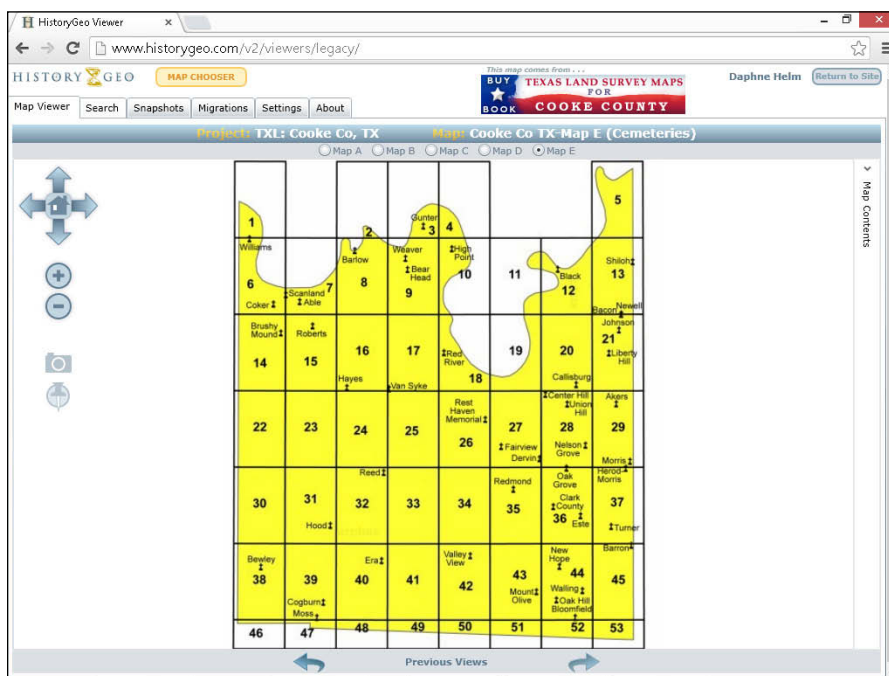 HistoryGeo Viewer
www.historygeo.com/v2/viewers/legacy/
HISTORY GEO
MAP CHOOSER
This map comes from . . .
BUY TEXAS LAND SURVEY MAPS
FOR
BOOK COOKE COUNTY
Daphne Helm
Return to Site
Map Viewer Search Snapshots Migrations Settings About
Project: TXL: Cooke Co, TX Map: Cooke Co TX-Map E (Cemeteries)
Map A Map B Map C Map D Map E
Map Contents
5
1
Gunter
2 3 4
Williams
Weaver
High
Point
Barlow
Shiloh
6 7 8
Bear
Head
9 10 11
Black
12 13
Scanland
Able
Coker
Bacon Newell
Brushy
Mound
Roberts
Johnson
21
14 15 16 17
Red
River
18 19 20
Liberty
Hill
Hayes
Van Syke
Callisburg
Center Hill
Union
Hill
Akers
Rest
Haven
Memorial
22 23 24 25 26 27 28 29
Fairview
Dervin
Nelson
Grove
Morris
Reed
Redmond
Oak
Grove
Herod-
Morris
30 31 32 33 34 35
Clark
County
36 Este
37
Hood
Turner
Barron
Bewley
Era
Valley
View
New
Hope
38 39 40 41 42 43 44 45
Cogburn
Moss
Mount
Olive
Walling
Oak Hill
Bloomfield
46 47 48 49 50 51 52 53
Previous Views